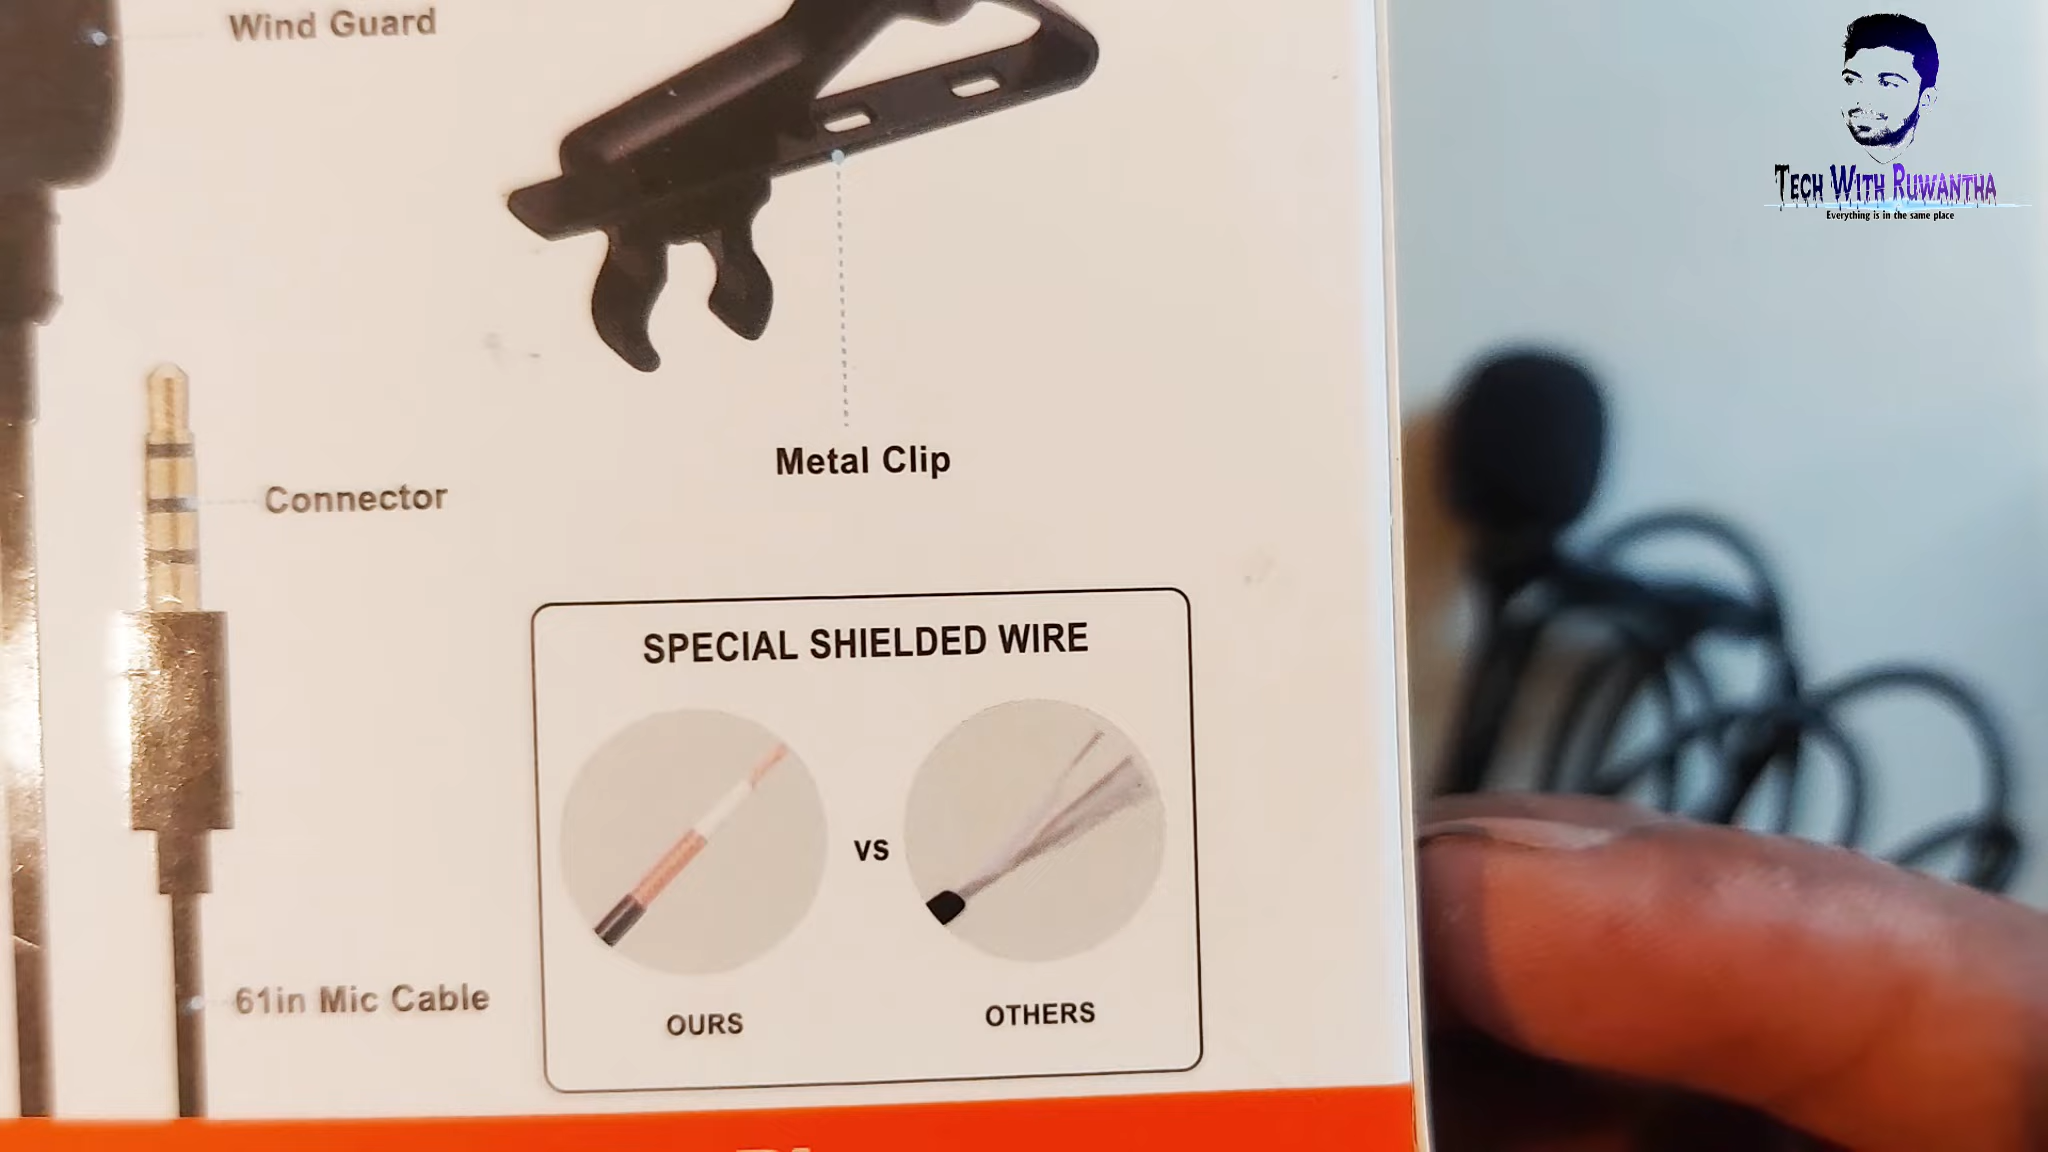 Wind Guard
TECH WITH RUWANTHA
Everything is in the same place
Metal Clip
Connector
SPECIAL SHIELDED WIRE
VS
OURS
OTHERS
61in Mic Cable